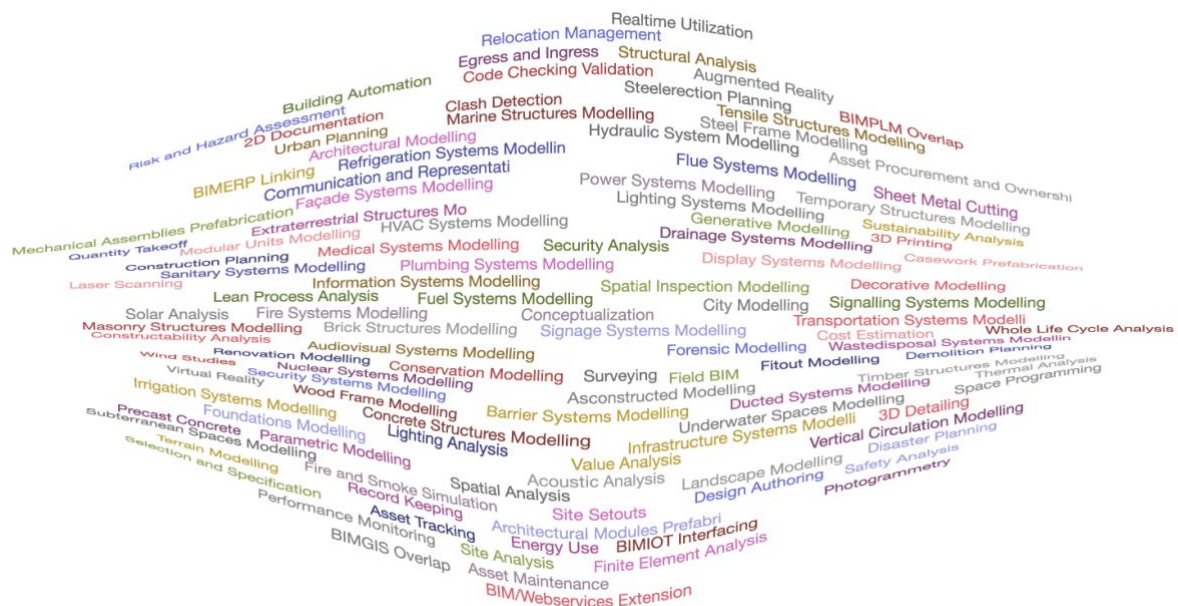 Realtime Utilization
Relocation Management
Egress and Ingress
Structural Analysis
Code Checking Validation
Augmented Reality
Building Automation
Steelerection Planning
Clash Detection
Marine Structures Modelling
Tensile Structures Modelling
BIMPLM Overlap
Risk and Hazard Assessment
2D Documentation
Urban Planning
Architectural Modelling
Hydraulic System Modelling
Steel Frame Modelling
Asset Procurement and Ownershi
Refrigeration Systems Modellin
Flue Systems Modelling
BIMERP Linking
Communication and Representati
Façade Systems Modelling
Power Systems Modelling
Temporary Structures Modelling
Sheet Metal Cutting
Mechanical Assemblies Prefabrication
Extraterrestrial Structures Mo
HVAC Systems Modelling
Lighting Systems Modelling
Generative Modelling
Sustainability Analysis
Quantity Takeoff
Modular Units Modelling
Medical Systems Modelling
Security Analysis
Drainage Systems Modelling
3D Printing
Construction Planning
Sanitary Systems Modelling
Plumbing Systems Modelling
Display Systems Modelling
Casework Prefabrication
Laser Scanning
Information Systems Modelling
Spatial Inspection Modelling
Decorative Modelling
Lean Process Analysis
Fuel Systems Modelling
City Modelling
Signalling Systems Modelling
Solar Analysis
Fire Systems Modelling
Conceptualization
Transportation Systems Modelli
Masonry Structures Modelling
Brick Structures Modelling
Signage Systems Modelling
Cost Estimation
Whole Life Cycle Analysis
Constructability Analysis
Audiovisual Systems Modelling
Forensic Modelling
Wastedisposal Systems Modellin
Wind Studies
Renovation Modelling
Fitout Modelling
Demolition Planning
Nuclear Systems Modelling
Conservation Modelling
Surveying
Field BIM
Timber Structures Modelling
Thermal Analysis
Virtual Reality
Security Systems Modelling
Asconstructed Modelling
Ducted Systems Modelling
Space Programming
Irrigation Systems Modelling
Wood Frame Modelling
Barrier Systems Modelling
Underwater Spaces Modelling
3D Detailing
Precast Concrete
Foundations Modelling
Concrete Structures Modelling
Infrastructure Systems Modelli
Vertical Circulation Modelling
Subterranean Spaces Modelling
Parametric Modelling
Lighting Analysis
Value Analysis
Disaster Planning
Terrain Modelling
Landscape Modelling
Safety Analysis
Selection and Specification
Fire and Smoke Simulation
Spatial Analysis
Acoustic Analysis
Design Authoring
Photogrammetry
Performance Monitoring
Record Keeping
Site Setouts
Asset Tracking
Architectural Modules Prefabri
BIMGIS Overlap
Site Analysis
Energy Use
BIMIOT Interfacing
Asset Maintenance
Finite Element Analysis
BIM/Webservices Extension